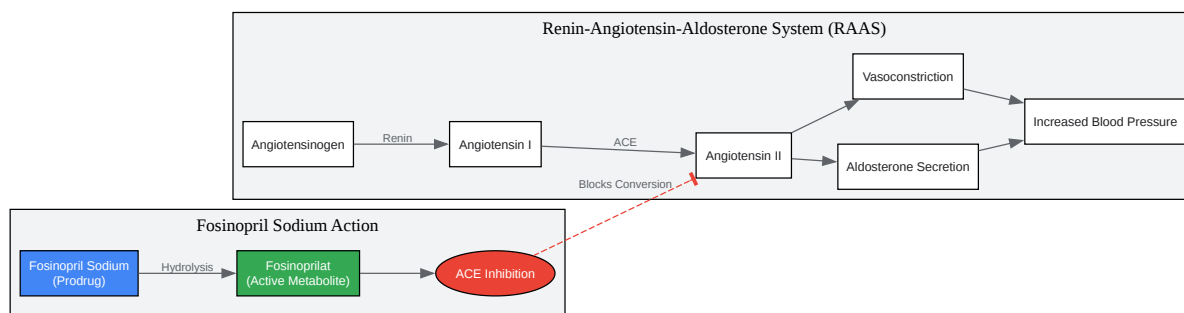 Renin-Angiotensin-Aldosterone System (RAAS)
Vasoconstriction
Increased Blood Pressure
Angiotensinogen
Renin
Angiotensin I
ACE
Angiotensin II
Aldosterone Secretion
Blocks Conversion
Fosinopril Sodium Action
Fosinopril Sodium
(Prodrug)
Hydrolysis
Fosinoprilat
(Active Metabolite)
ACE Inhibition